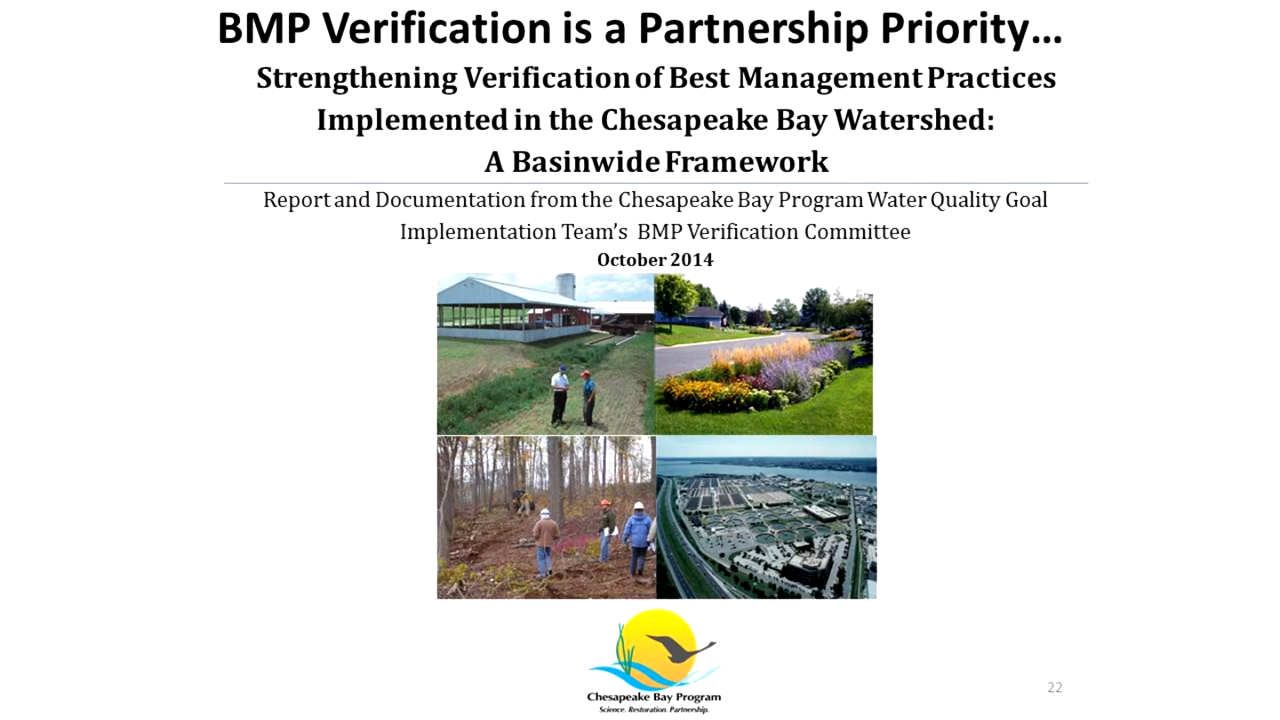 BMP Verification is a Partnership Priority…
Strengthening Verification of Best Management Practices
Implemented in the Chesapeake Bay Watershed:
A Basinwide Framework
Report and Documentation from the Chesapeake Bay Program Water Quality Goal
Implementation Team’s BMP Verification Committee
October 2014
Chesapeake Bay Program
Science. Restoration. Partnership.
22